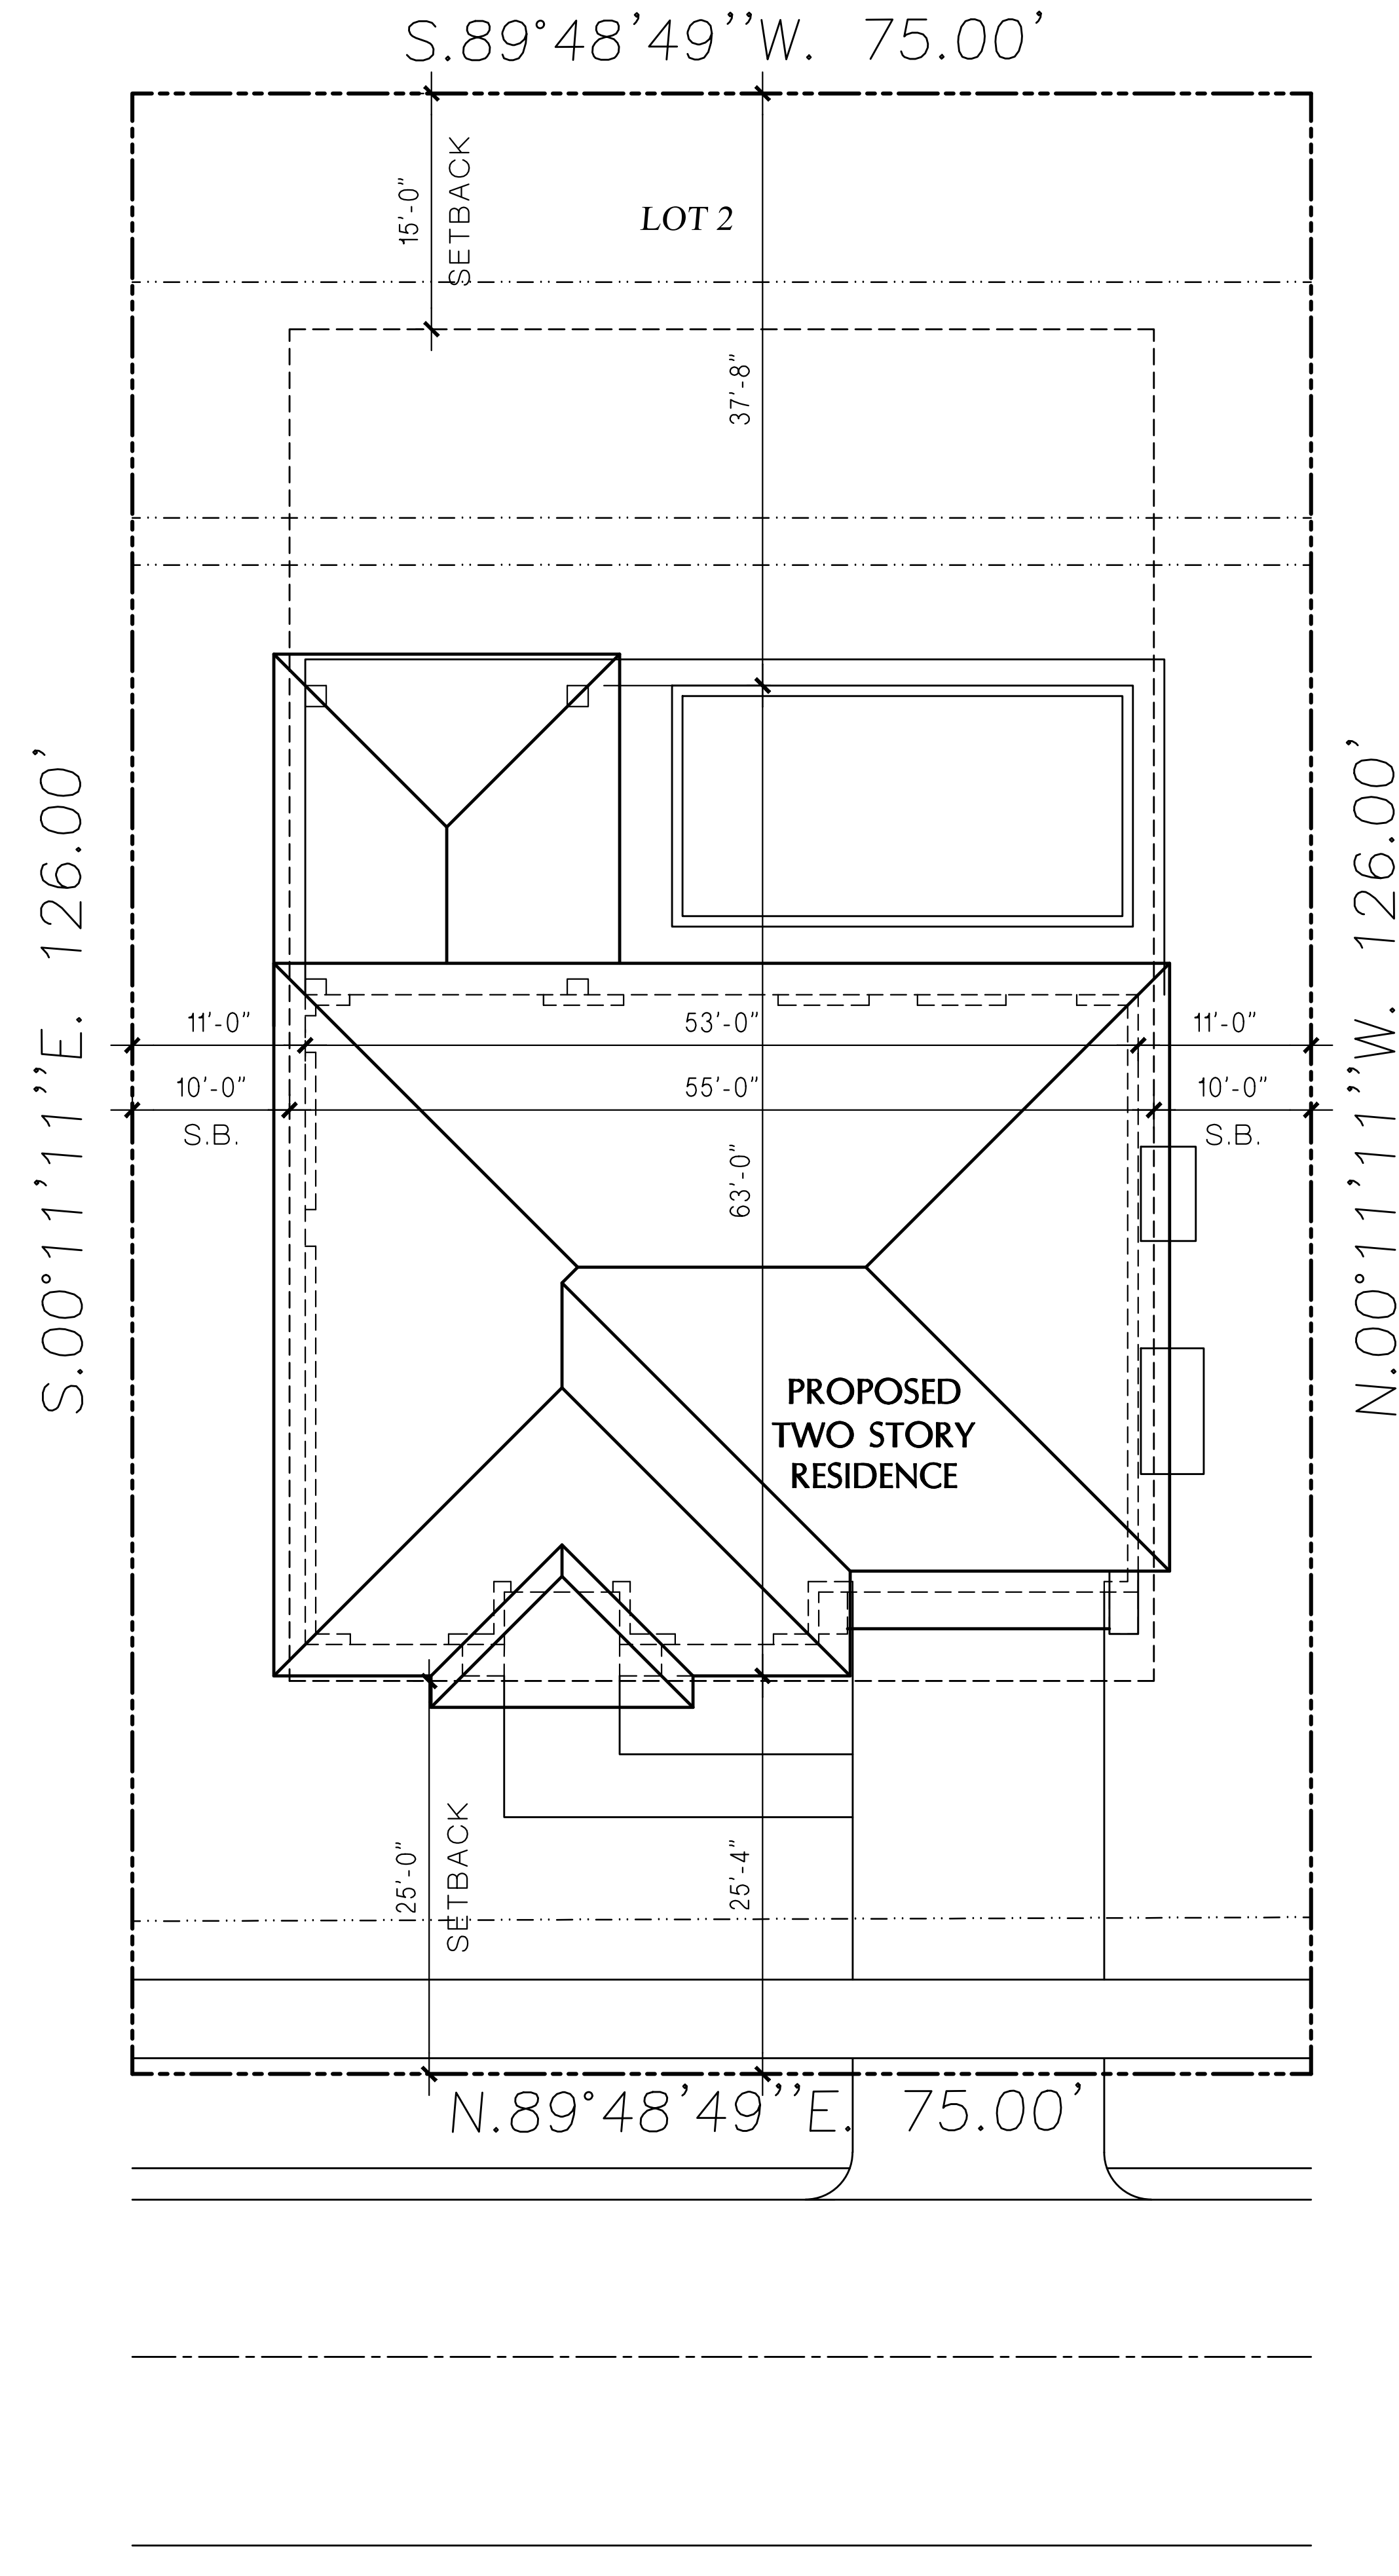 S.89°48'49''W. 75.00'
15'-0"
SETBACK
LOT 2
37'-8"
S.00°11'11''E. 126.00'
N.00°11'11''W. 126.00'
11'-0"
53'-0"
11'-0"
10'-0"
55'-0"
10'-0"
S.B.
S.B.
63'-0"
PROPOSED
TWO STORY
RESIDENCE
25'-0"
SETBACK
25'-4"
N.89°48'49''E. 75.00'